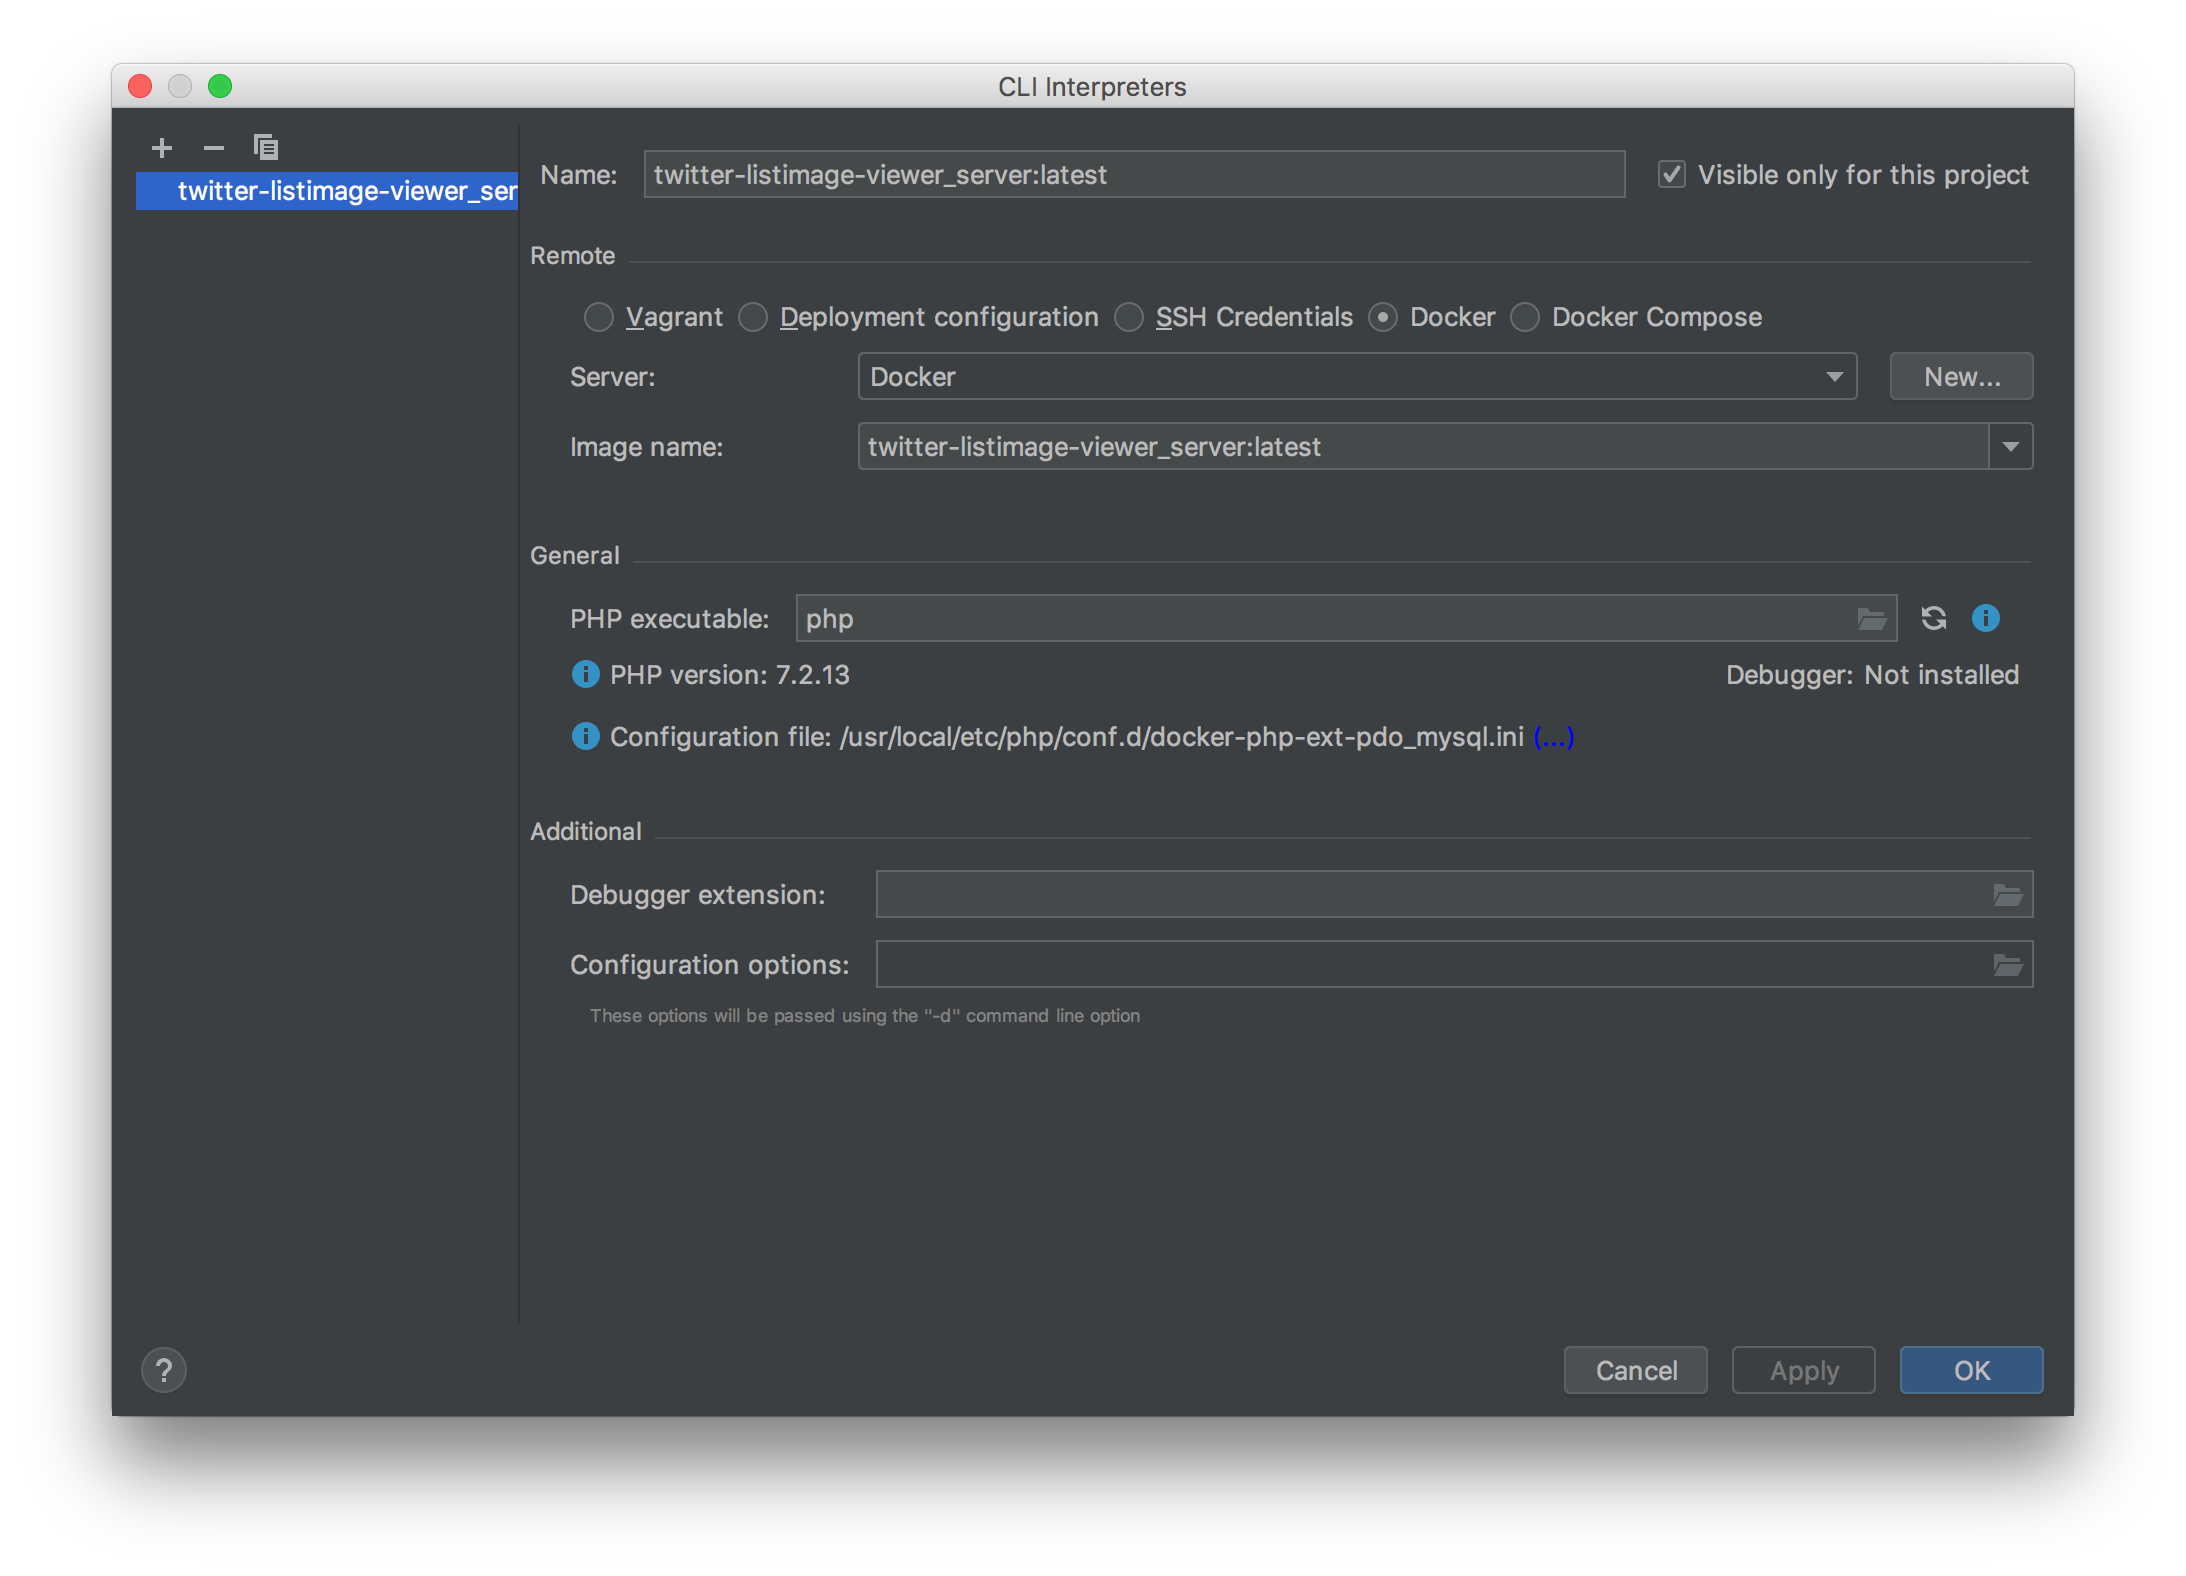 CLI Interpreters
twitter-listimage-viewer_ser
Name: twitter-listimage-viewer_server:latest Visible only for this project
Remote
Vagrant Deployment configuration SSH Credentials Docker Docker Compose
Server: Docker New...
Image name: twitter-listimage-viewer_server:latest
General
PHP executable: php
PHP version: 7.2.13 Debugger: Not installed
Configuration file: /usr/local/etc/php/conf.d/docker-php-ext-pdo_mysql.ini (...)
Additional
Debugger extension:
Configuration options:
These options will be passed using the "-d" command line option
? Cancel Apply OK